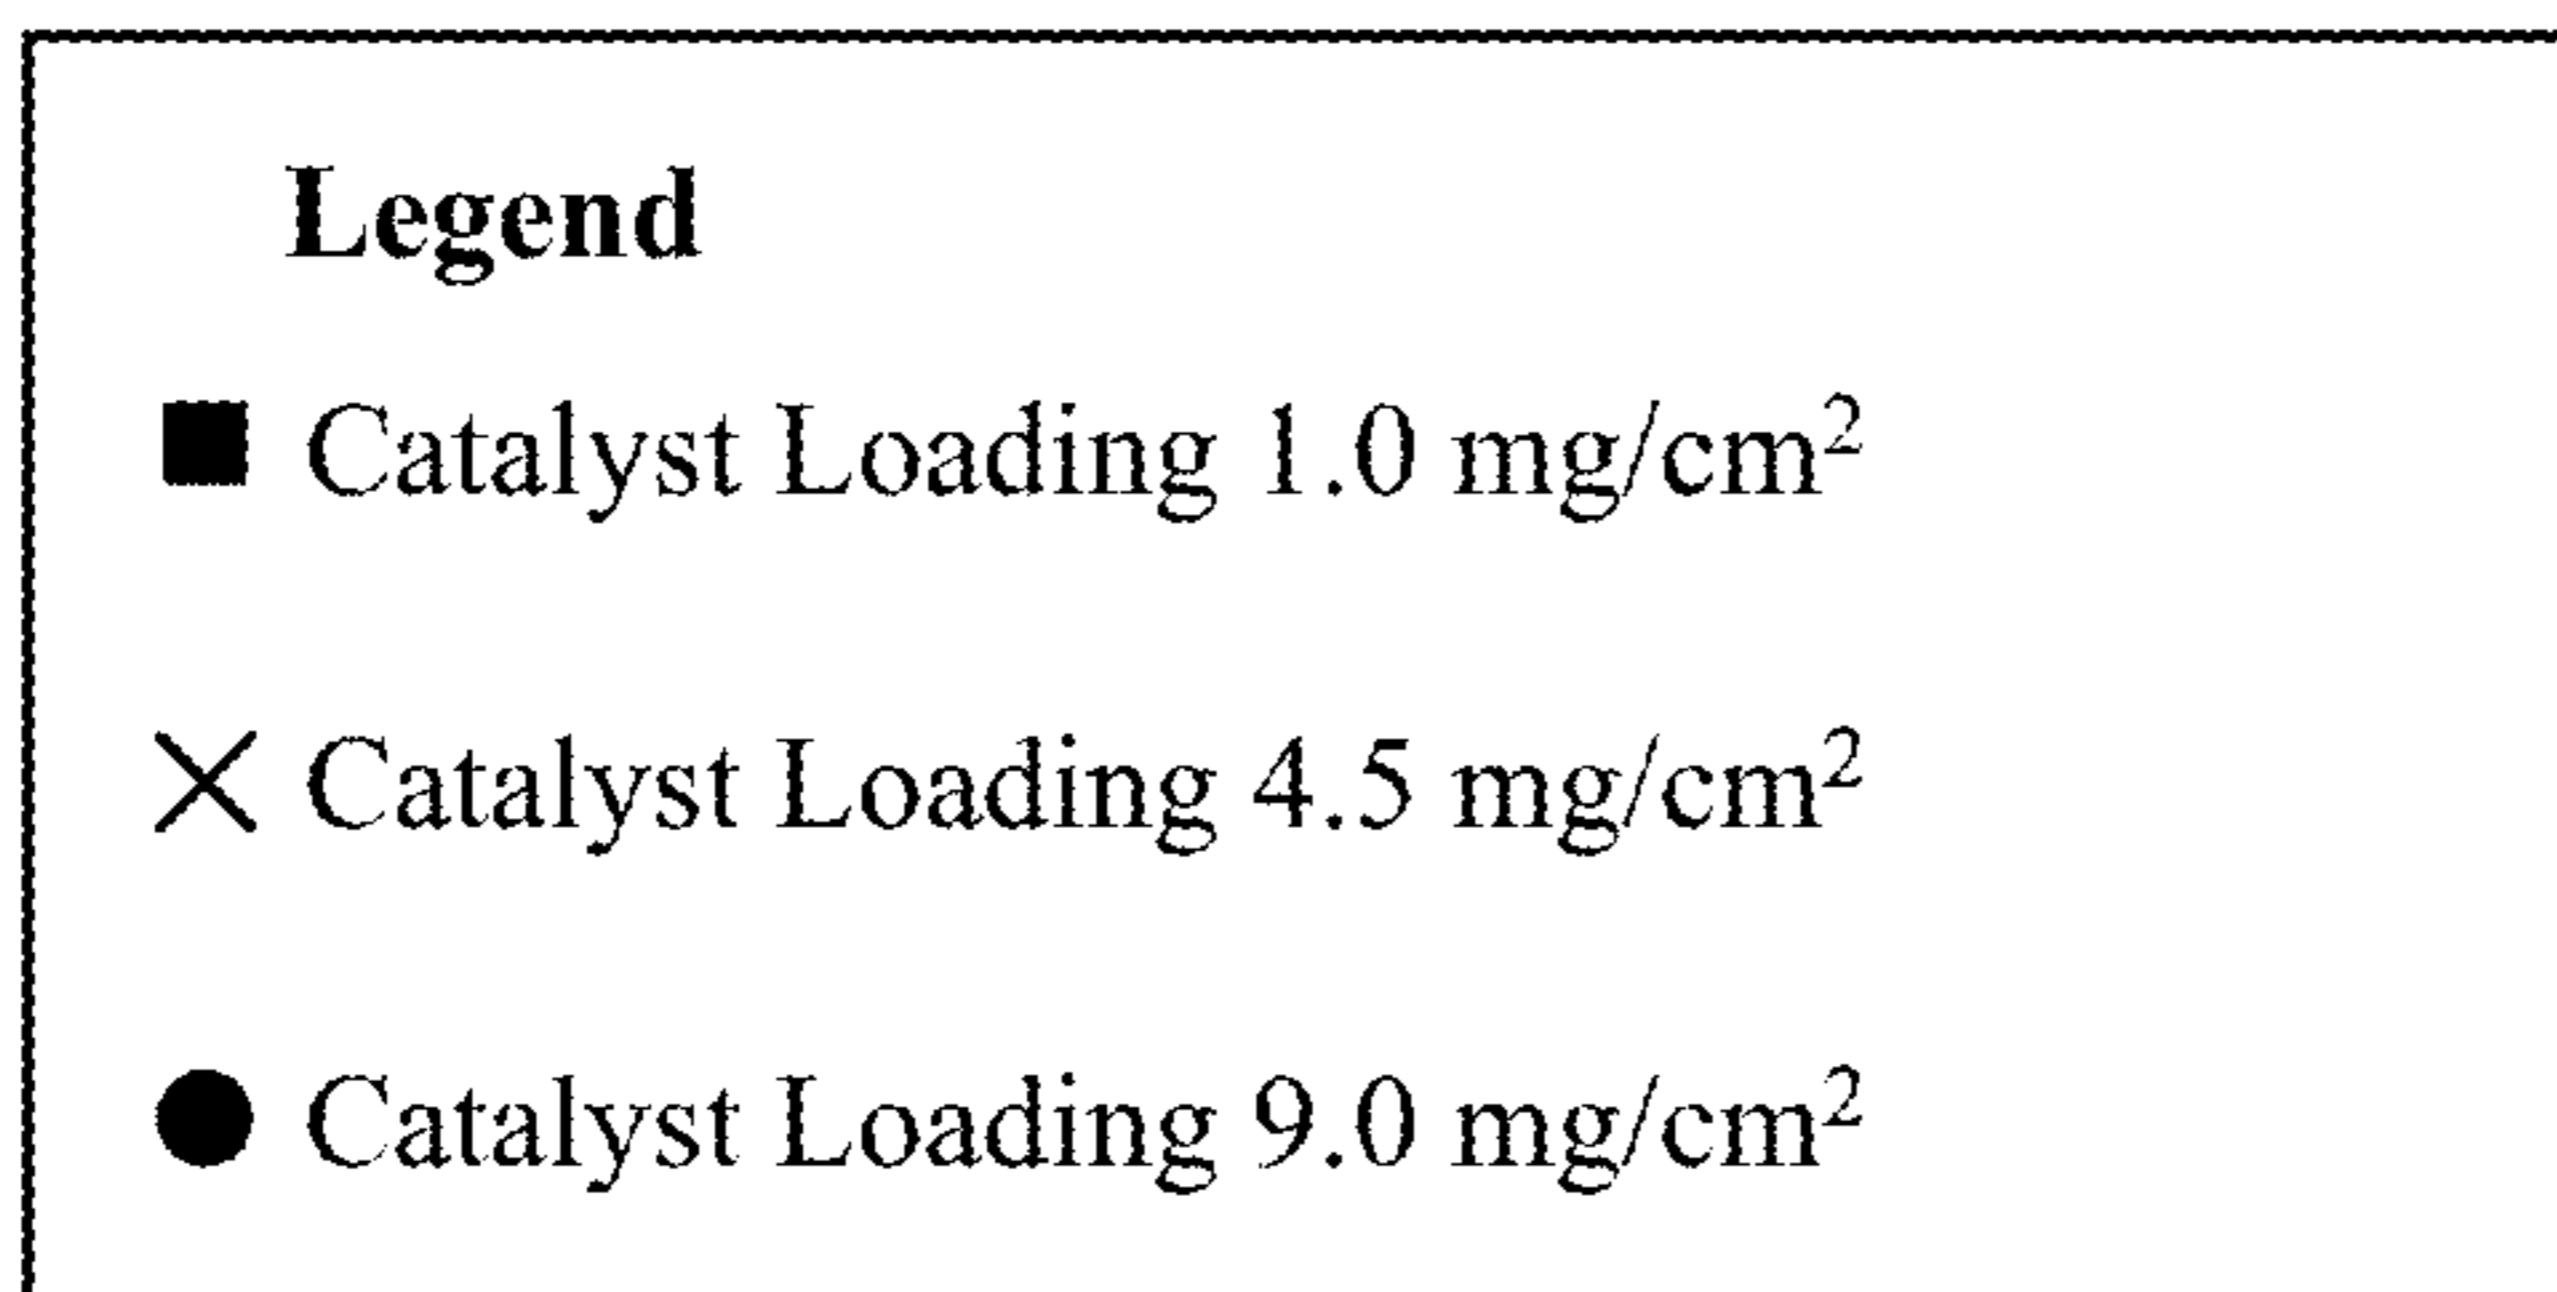 Legend
■ Catalyst Loading 1.0 mg/cm²
× Catalyst Loading 4.5 mg/cm²
● Catalyst Loading 9.0 mg/cm²